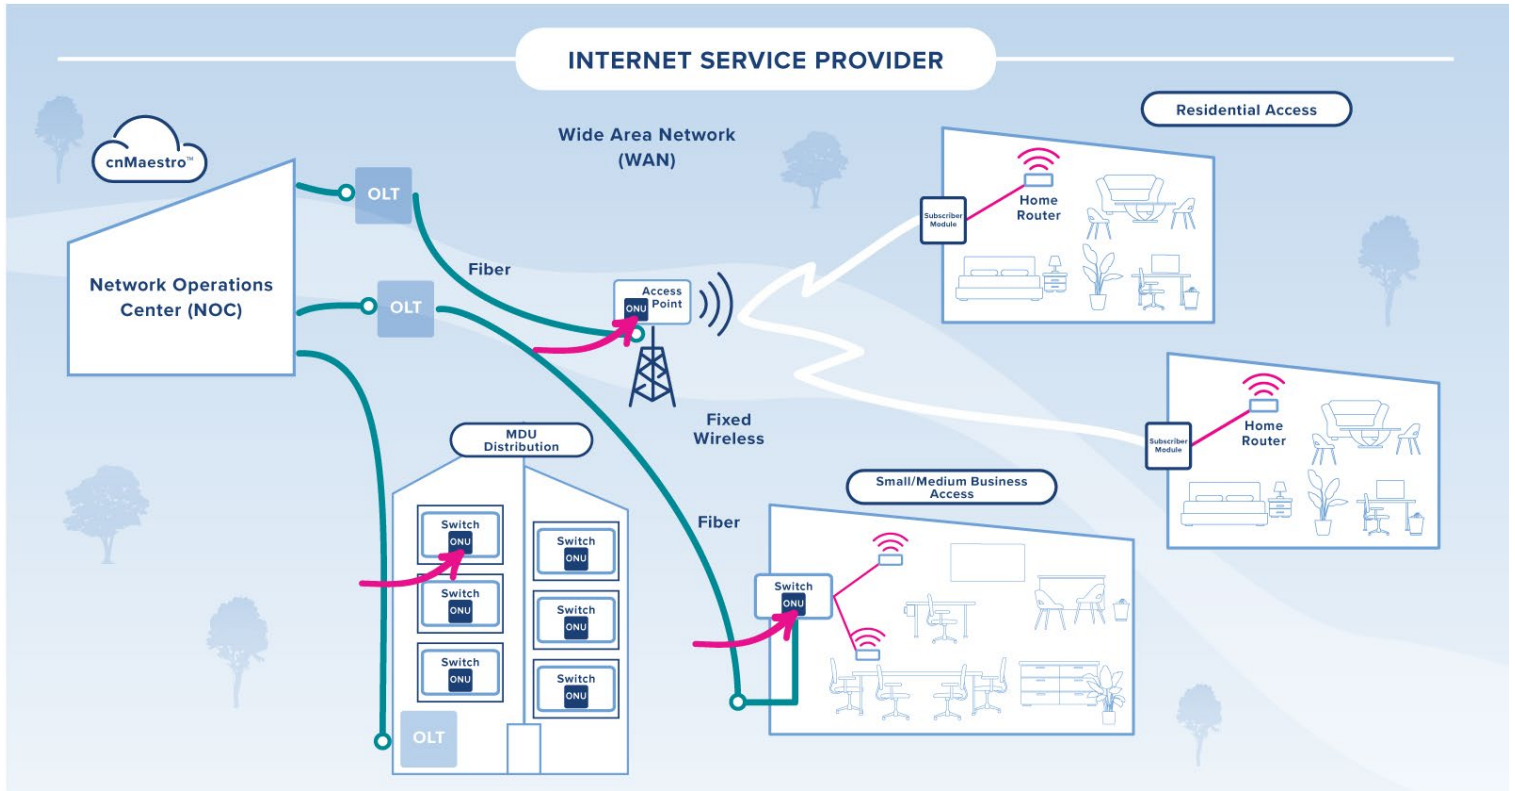 INTERNET SERVICE PROVIDER
Residential Access
Wide Area Network
(WAN)
cnMaestro™
OLT
Home
Router
Subscriber
Module
Fiber
Network Operations
Center (NOC)
Access
Point
ONU
OLT
Fixed
Wireless
Home
Router
Subscriber
Module
MDU
Distribution
Small/Medium Business
Access
Fiber
Switch
ONU
Switch
ONU
Switch
ONU
Switch
ONU
Switch
ONU
Switch
ONU
Switch
ONU
OLT